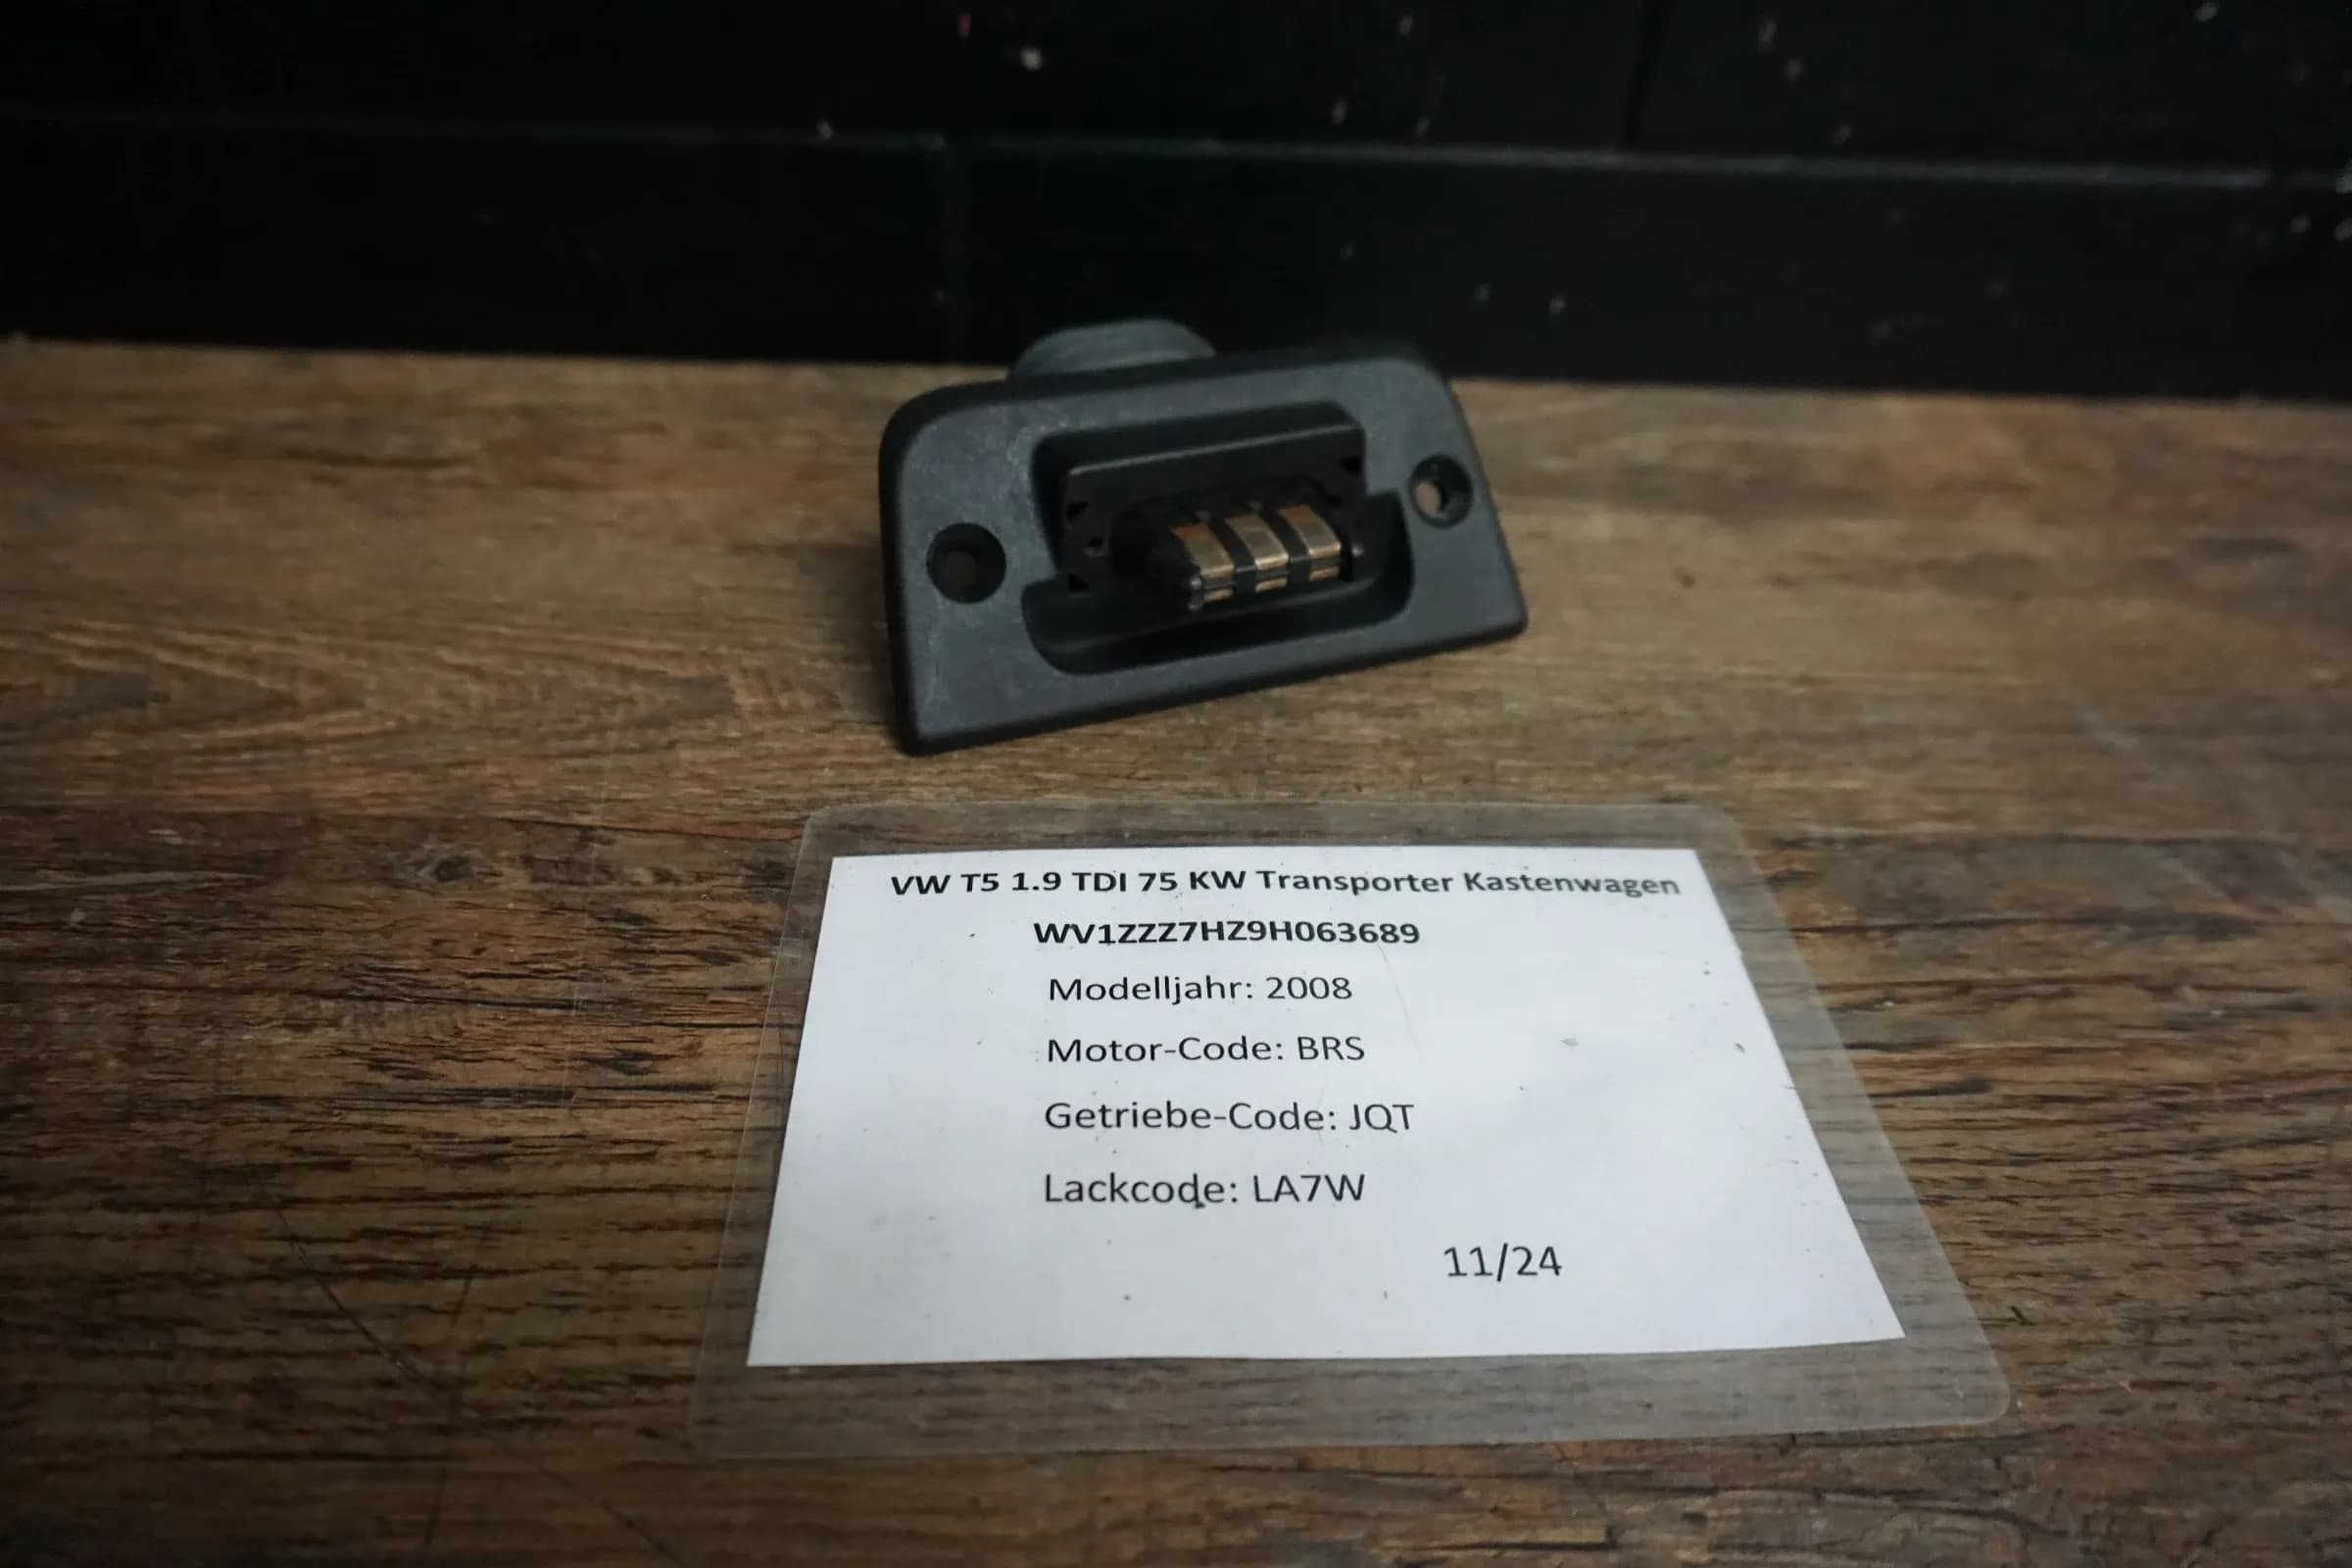 VW T5 1.9 TDI 75 KW Transporter Kastenwagen
WV1ZZZ7HZ9H063689
Modelljahr: 2008
Motor-Code: BRS
Getriebe-Code: JQT
Lackcode: LA7W
11/24